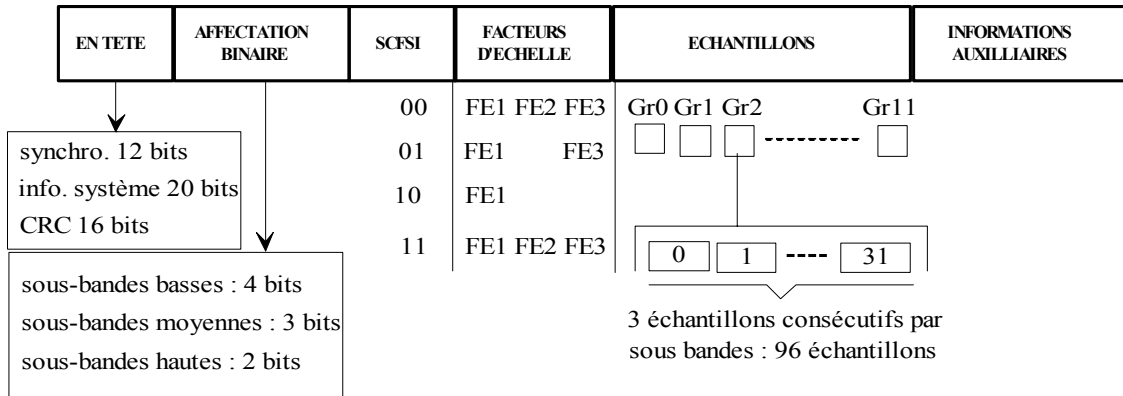 EN TETE
AFFECTATION
BINAIRE
SCFSI
FACTEURS
D'ECHELLE
ECHANTILLONS
INFORMATIONS
AUXILLIAIRES
synchro. 12 bits
info. système 20 bits
CRC 16 bits
sous-bandes basses : 4 bits
sous-bandes moyennes : 3 bits
sous-bandes hautes : 2 bits
00 FE1 FE2 FE3
01 FE1 FE3
10 FE1
11 FE1 FE2 FE3
Gr0 Gr1 Gr2 Gr11
0 1 ---- 31
3 échantillons consécutifs par
sous bandes : 96 échantillons